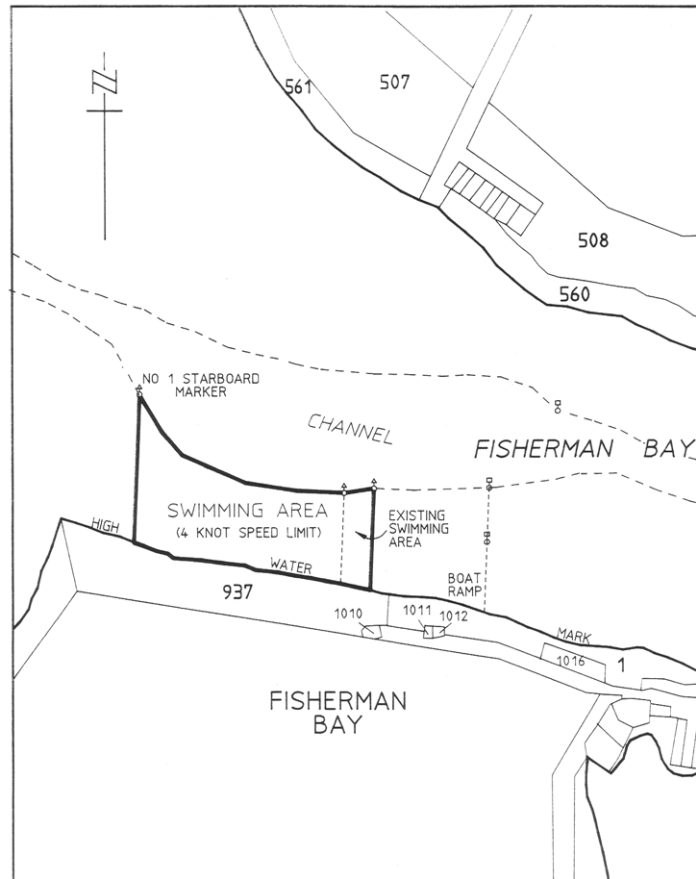 561
507
N
508
560
NO 1 STARBOARD
MARKER
CHANNEL
FISHERMAN BAY
SWIMMING AREA
(4 KNOT SPEED LIMIT)
EXISTING
SWIMMING
AREA
HIGH
WATER
BOAT
RAMP
937
1010
1011
1012
MARK
1016
1
FISHERMAN
BAY